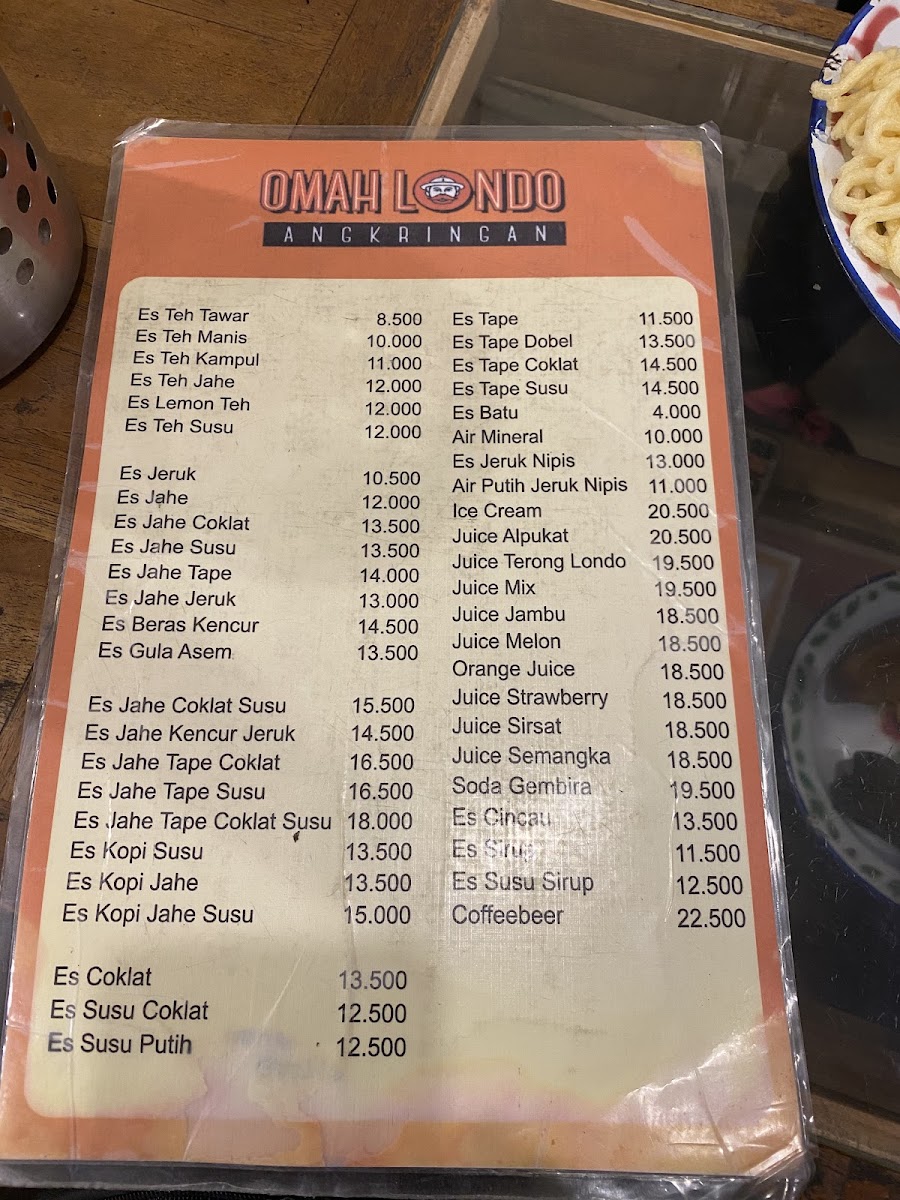 OMAH LONDO
ANGKRINGAN
Es Teh Tawar 8.500
Es Teh Manis 10.000
Es Teh Kampul 11.000
Es Teh Jahe 12.000
Es Lemon Teh 12.000
Es Teh Susu 12.000
Es Jeruk 10.500
Es Jahe 12.000
Es Jahe Coklat 13.500
Es Jahe Susu 13.500
Es Jahe Tape 14.000
Es Jahe Jeruk 13.000
Es Beras Kencur 14.500
Es Gula Asem 13.500
Es Jahe Coklat Susu 15.500
Es Jahe Kencur Jeruk 14.500
Es Jahe Tape Coklat 16.500
Es Jahe Tape Susu 16.500
Es Jahe Tape Coklat Susu 18.000
Es Kopi Susu 13.500
Es Kopi Jahe 13.500
Es Kopi Jahe Susu 15.000
Es Coklat 13.500
Es Susu Coklat 12.500
Es Susu Putih 12.500
Es Tape 11.500
Es Tape Dobel 13.500
Es Tape Coklat 14.500
Es Tape Susu 14.500
Es Batu 4.000
Air Mineral 10.000
Es Jeruk Nipis 13.000
Air Putih Jeruk Nipis 11.000
Ice Cream 20.500
Juice Alpukat 20.500
Juice Terong Londo 19.500
Juice Mix 19.500
Juice Jambu 18.500
Juice Melon 18.500
Orange Juice 18.500
Juice Strawberry 18.500
Juice Sirsat 18.500
Juice Semangka 18.500
Soda Gembira 19.500
Es Cincau 13.500
Es Sirup 11.500
Es Susu Sirup 12.500
Coffeebeer 22.500